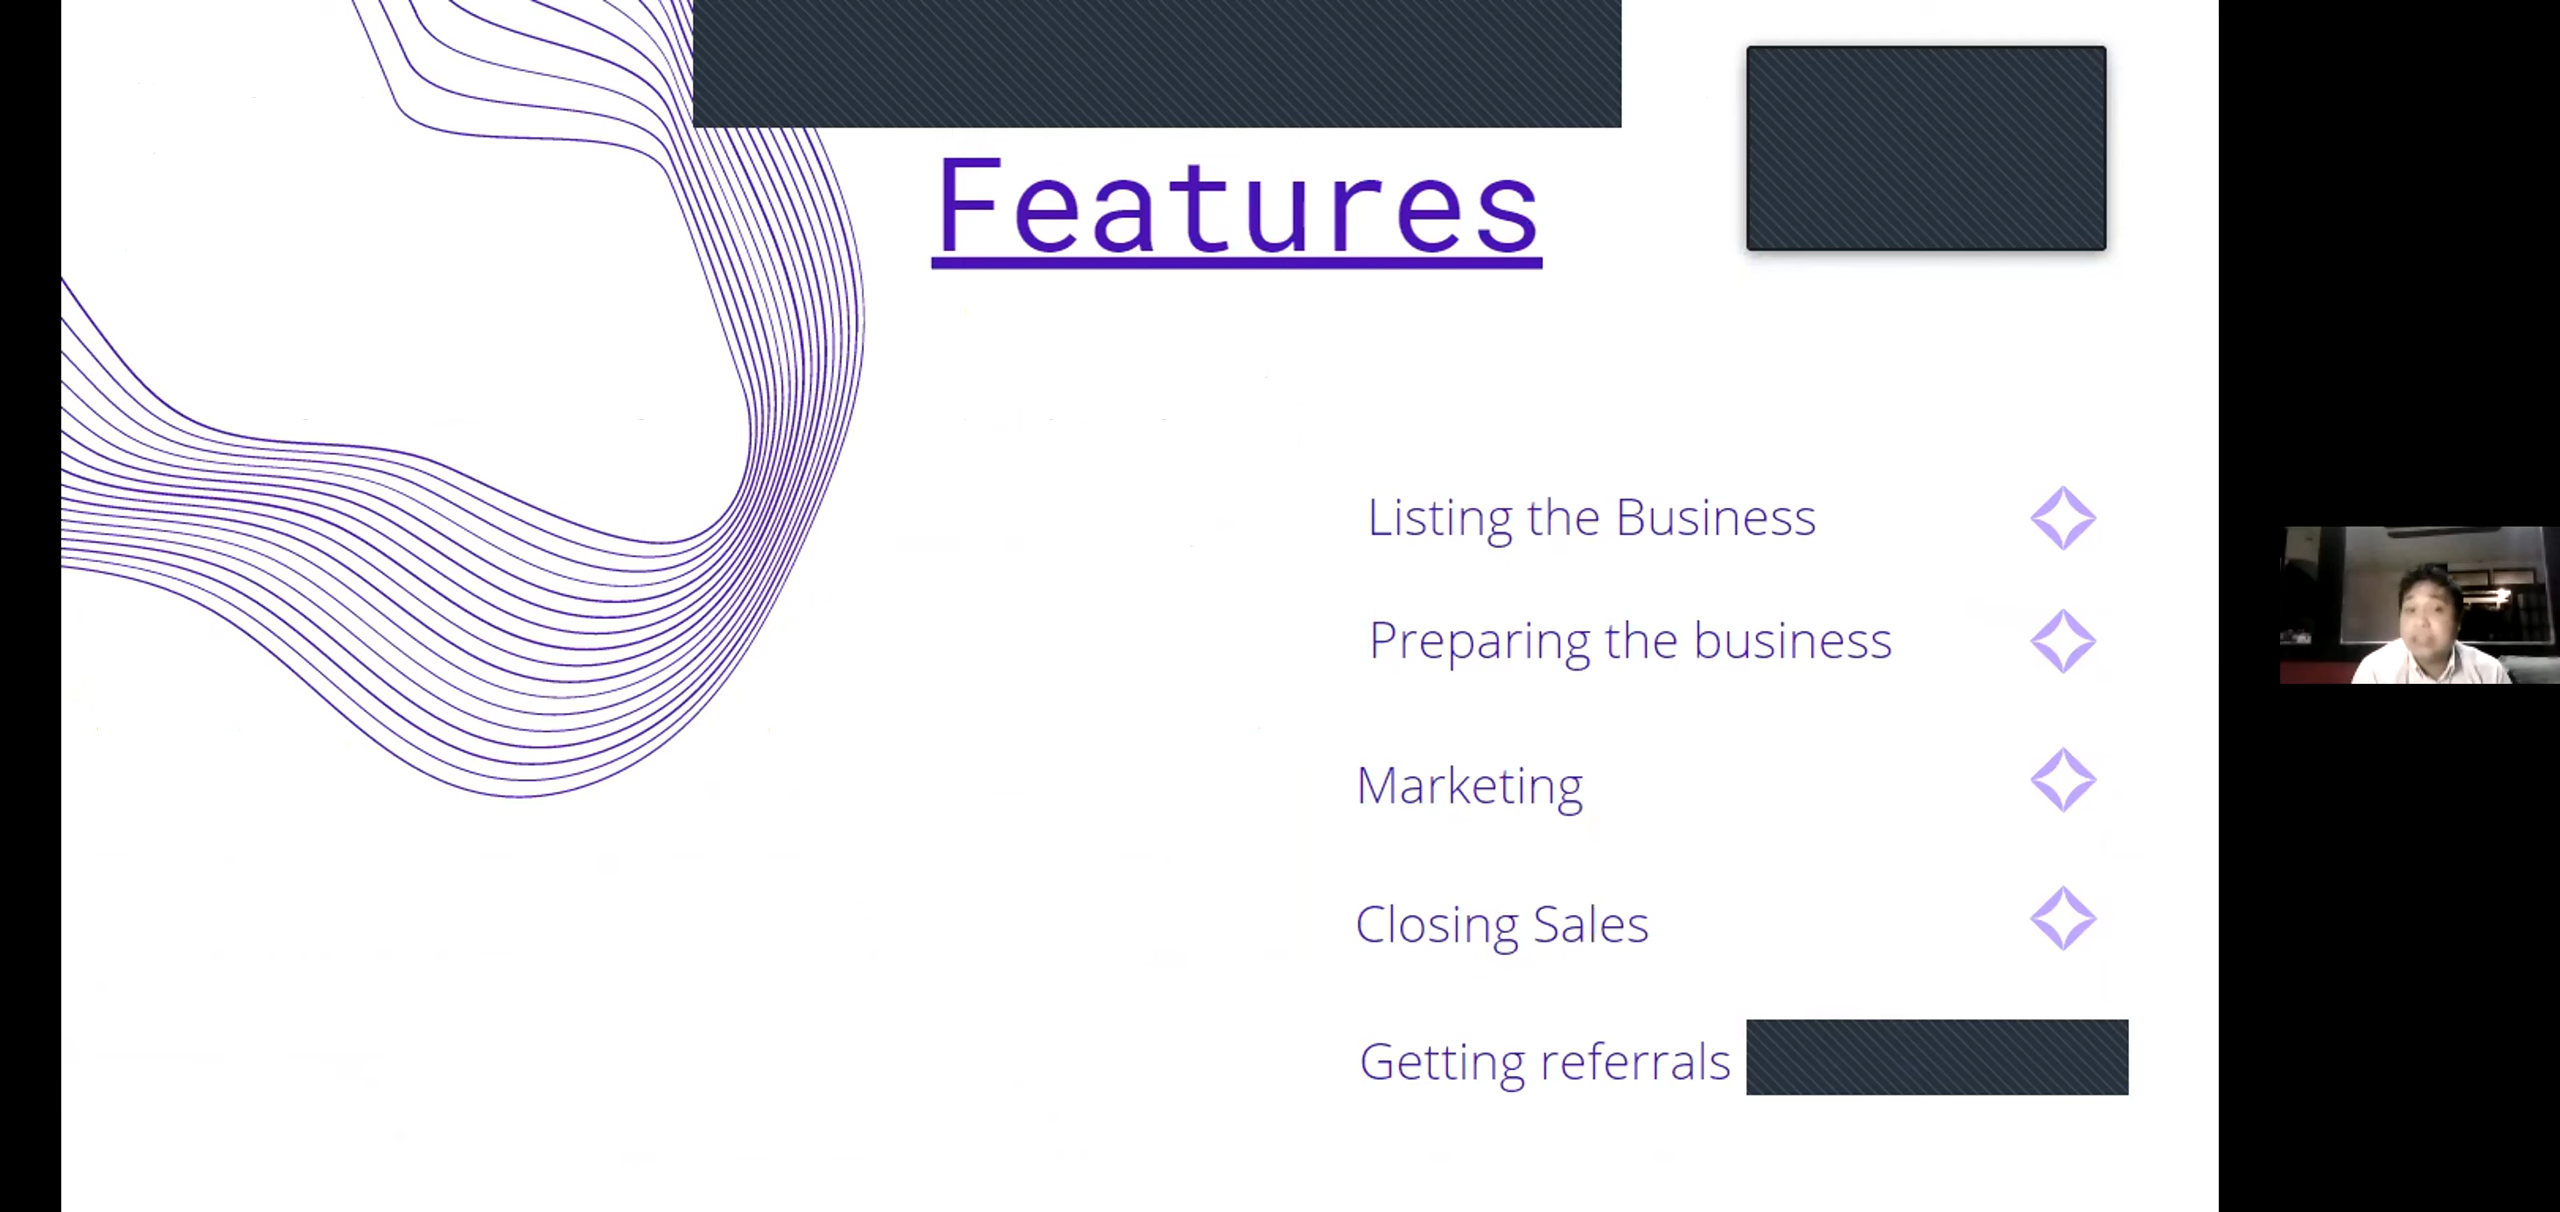 Features
Listing the Business
Preparing the business
Marketing
Closing Sales
Getting referrals